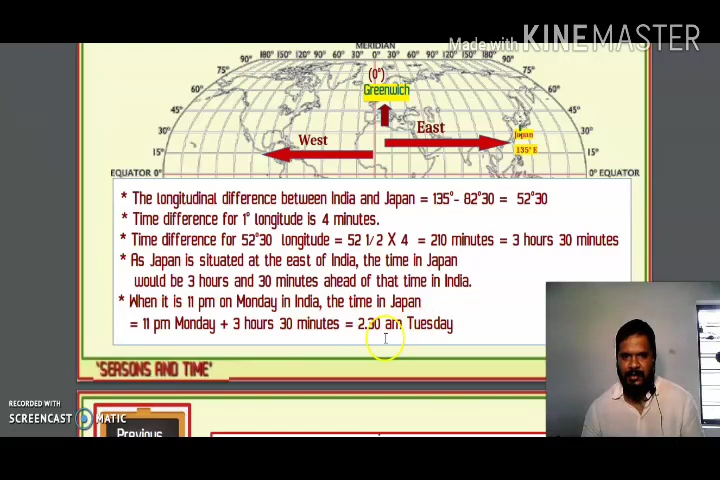 Made with KINEMASTER
MERIDIAN
90° 180° 150° 120° 90° 60° 30° 0° 30° 60° 90° 120° 150° 180° 90°
75° 75°
(0°)
60° Greenwich 60°
45° 45°
30° West East Japan 30°
15° 135° E 15°
EQUATOR 0° 0° EQUATOR
* The longitudinal difference between India and Japan = 135°- 82°30 = 52°30
* Time difference for 1° longitude is 4 minutes.
* Time difference for 52°30 longitude = 52 1/2 X 4 = 210 minutes = 3 hours 30 minutes
* As Japan is situated at the east of India, the time in Japan
would be 3 hours and 30 minutes ahead of that time in India.
* When it is 11 pm on Monday in India, the time in Japan
= 11 pm Monday + 3 hours 30 minutes = 2.30 am Tuesday
'SEASONS AND TIME'
RECORDED WITH
SCREENCAST MATIC
Previous